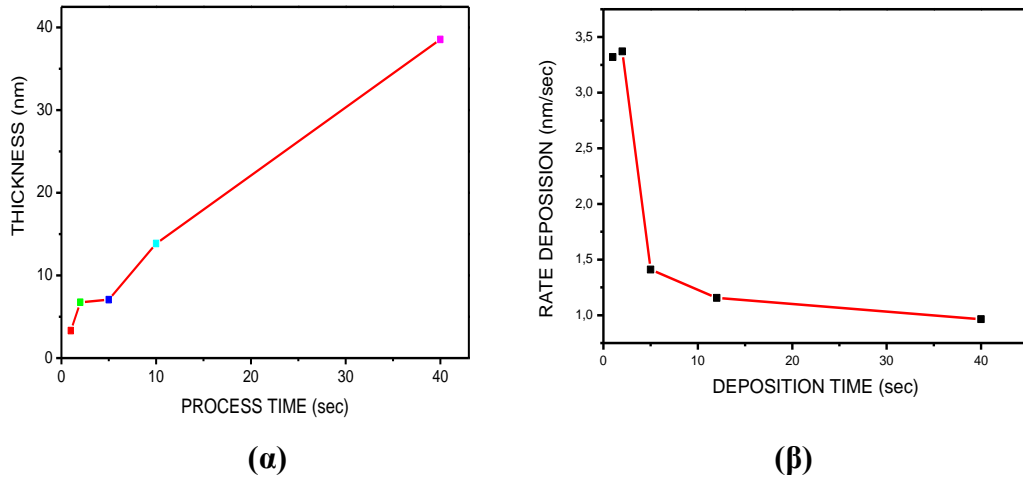 THICKNESS (nm)
40
30
20
10
0
0 10 20 30 40
PROCESS TIME (sec)
(α)
RATE DEPOSISION (nm/sec)
3,5
3,0
2,5
2,0
1,5
1,0
0 10 20 30 40
DEPOSITION TIME (sec)
(β)